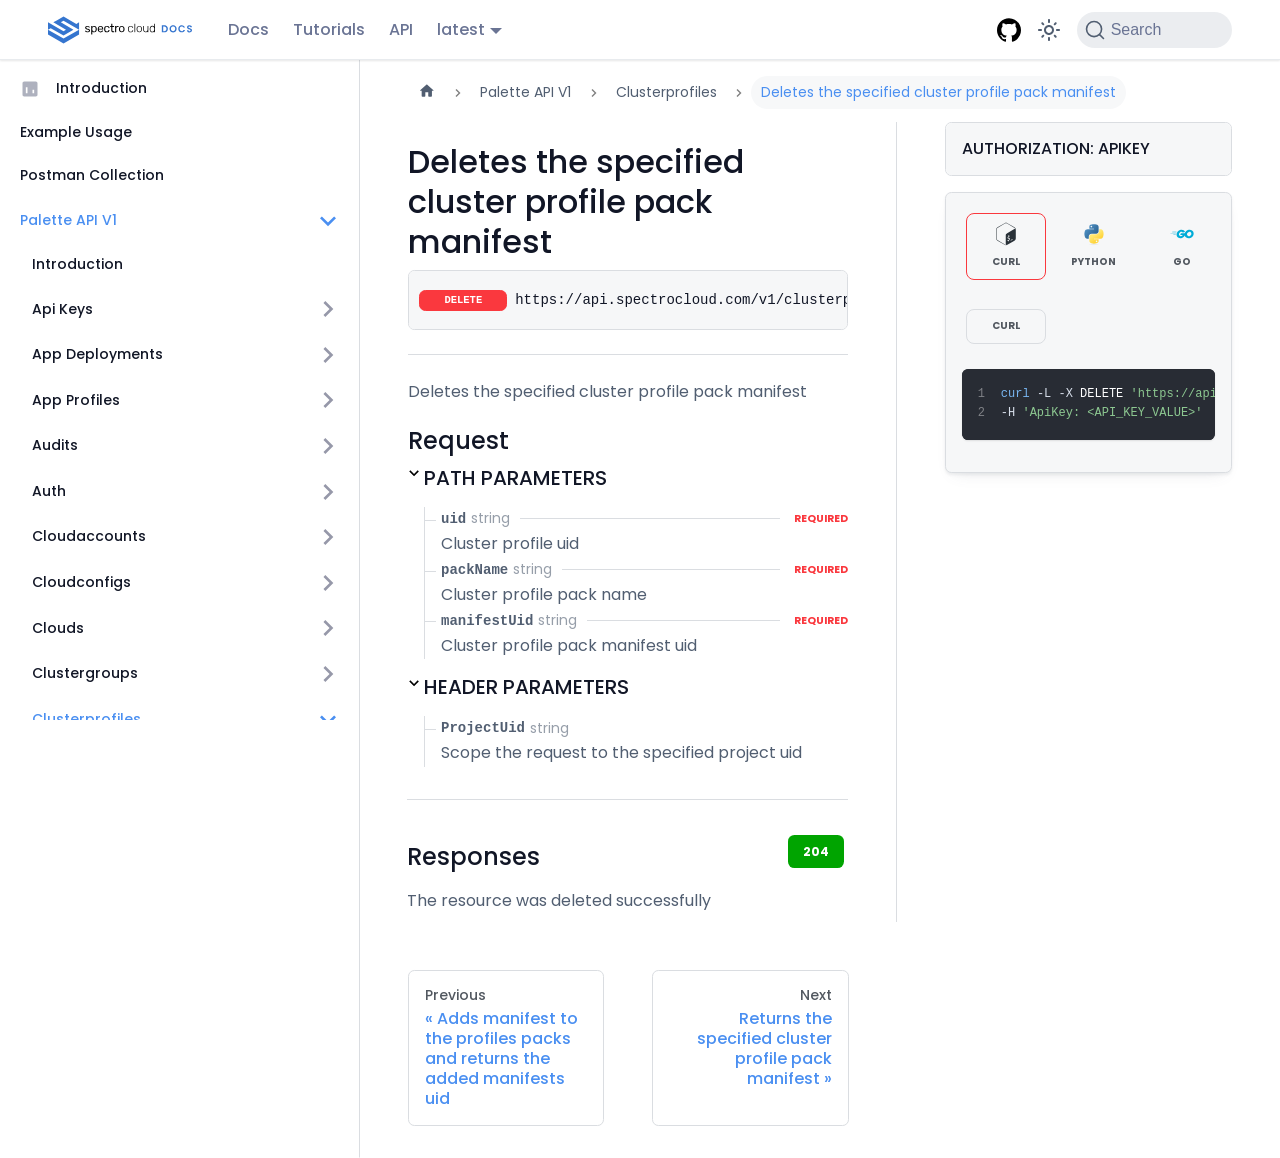 spectro cloud DOCS
Docs
Tutorials
API
latest
Search
Introduction
Example Usage
Postman Collection
Palette API V1
Introduction
Api Keys
App Deployments
App Profiles
Audits
Auth
Cloudaccounts
Cloudconfigs
Clouds
Clustergroups
Clusterprofiles
Palette API V1
Clusterprofiles
Deletes the specified cluster profile pack manifest
Deletes the specified
cluster profile pack
manifest
DELETE https://api.spectrocloud.com/v1/clusterp
Deletes the specified cluster profile pack manifest
Request
PATH PARAMETERS
uid string REQUIRED
Cluster profile uid
packName string REQUIRED
Cluster profile pack name
manifestUid string REQUIRED
Cluster profile pack manifest uid
HEADER PARAMETERS
ProjectUid string
Scope the request to the specified project uid
Responses
204
The resource was deleted successfully
AUTHORIZATION: APIKEY
CURL
PYTHON
GO
GO
CURL
1 curl -L -X DELETE 'https://api
2 -H 'ApiKey: <API_KEY_VALUE>'
Previous
« Adds manifest to
the profiles packs
and returns the
added manifests
uid
Next
Returns the
specified cluster
profile pack
manifest »